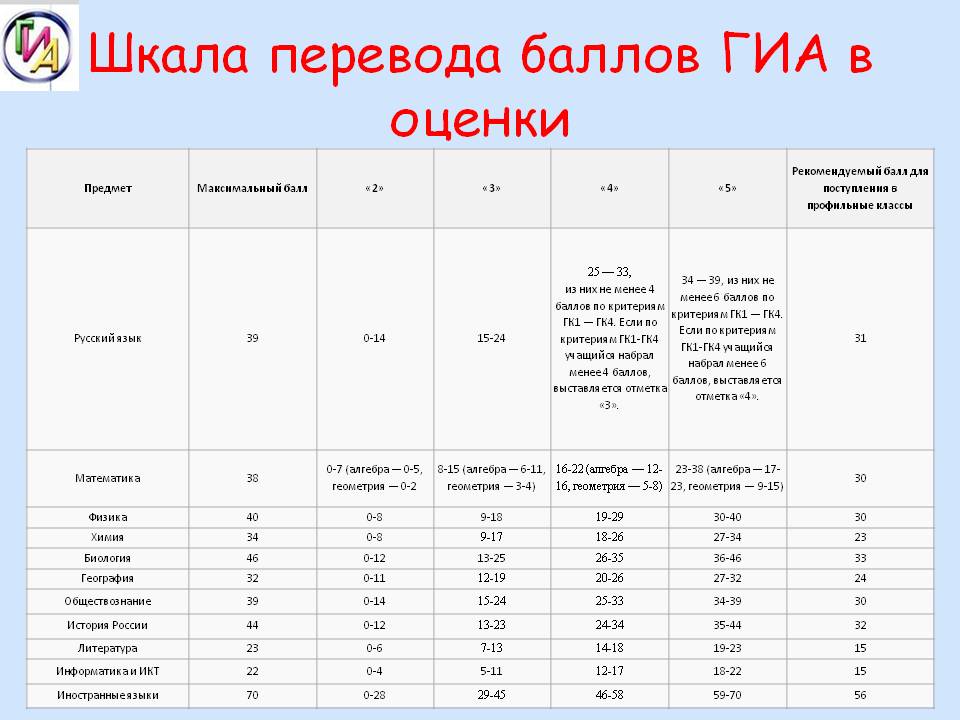 ГИА
Шкала перевода баллов ГИА в
оценки
Предмет Максимальный балл «2» «3» «4» «5» Рекомендуемый балл для
поступления в
профильные классы
Русский язык 39 0-14 15-24
25 — 33,
из них не менее 4
баллов по критериям
ГК1 — ГК4. Если по
критериям ГК1-ГК4
учащийся набрал
менее 4 баллов,
выставляется отметка
«3».
34 — 39, из них не
менее 6 баллов по
критериям ГК1 — ГК4.
Если по критериям
ГК1-ГК4 учащийся
набрал менее 6
баллов, выставляется
отметка «4».
31
Математика 38
0-7 (алгебра — 0-5,
геометрия — 0-2
8-15 (алгебра — 6-11,
геометрия — 3-4)
16-22 (алгебра — 12-
16, геометрия — 5-8)
23-38 (алгебра — 17-
23, геометрия — 9-15)
30
Физика 40 0-8 9-18 19-29 30-40 30
Химия 34 0-8 9-17 18-26 27-34 23
Биология 46 0-12 13-25 26-35 36-46 33
География 32 0-11 12-19 20-26 27-32 24
Обществознание 39 0-14 15-24 25-33 34-39 30
История России 44 0-12 13-23 24-34 35-44 32
Литература 23 0-6 7-13 14-18 19-23 15
Информатика и ИКТ 22 0-4 5-11 12-17 18-22 15
Иностранные языки 70 0-28 29-45 46-58 59-70 56